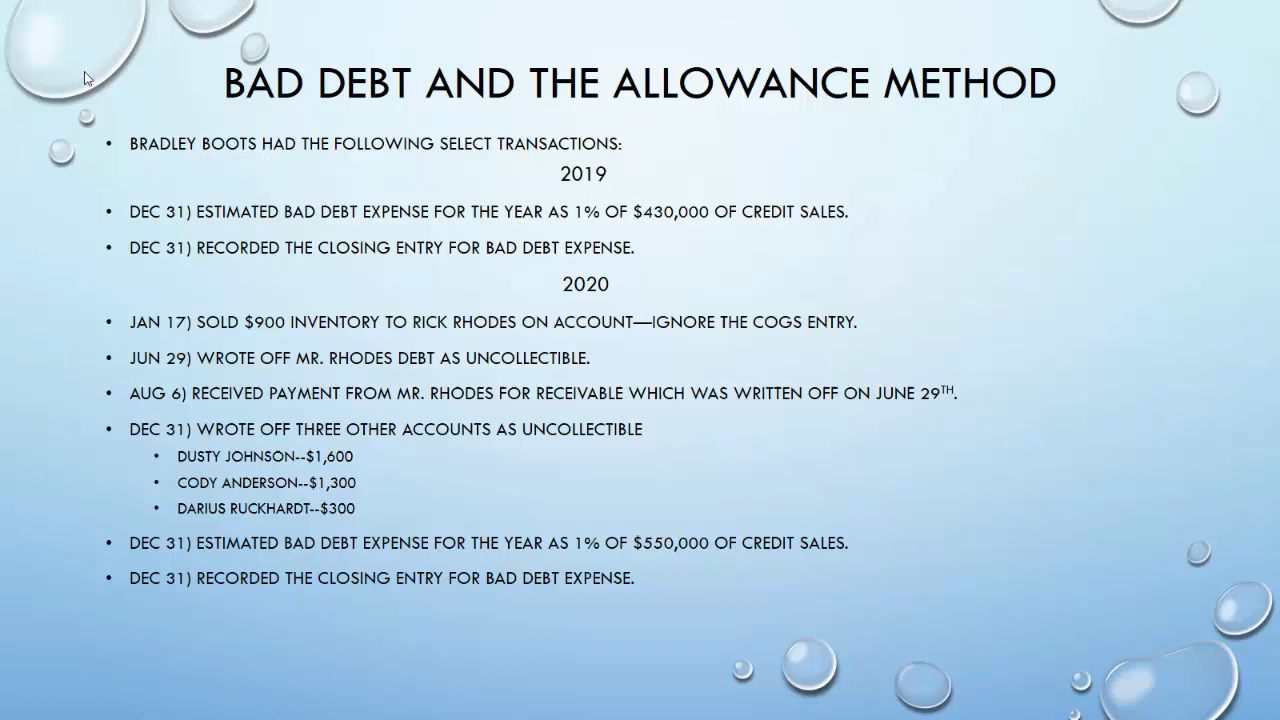 BAD DEBT AND THE ALLOWANCE METHOD
• BRADLEY BOOTS HAD THE FOLLOWING SELECT TRANSACTIONS:
2019
• DEC 31) ESTIMATED BAD DEBT EXPENSE FOR THE YEAR AS 1% OF $430,000 OF CREDIT SALES.
• DEC 31) RECORDED THE CLOSING ENTRY FOR BAD DEBT EXPENSE.
2020
• JAN 17) SOLD $900 INVENTORY TO RICK RHODES ON ACCOUNT—IGNORE THE COGS ENTRY.
• JUN 29) WROTE OFF MR. RHODES DEBT AS UNCOLLECTIBLE.
• AUG 6) RECEIVED PAYMENT FROM MR. RHODES FOR RECEIVABLE WHICH WAS WRITTEN OFF ON JUNE 29TH.
• DEC 31) WROTE OFF THREE OTHER ACCOUNTS AS UNCOLLECTIBLE
• DUSTY JOHNSON--$1,600
• CODY ANDERSON--$1,300
• DARIUS RUCKHARDT--$300
• DEC 31) ESTIMATED BAD DEBT EXPENSE FOR THE YEAR AS 1% OF $550,000 OF CREDIT SALES.
• DEC 31) RECORDED THE CLOSING ENTRY FOR BAD DEBT EXPENSE.